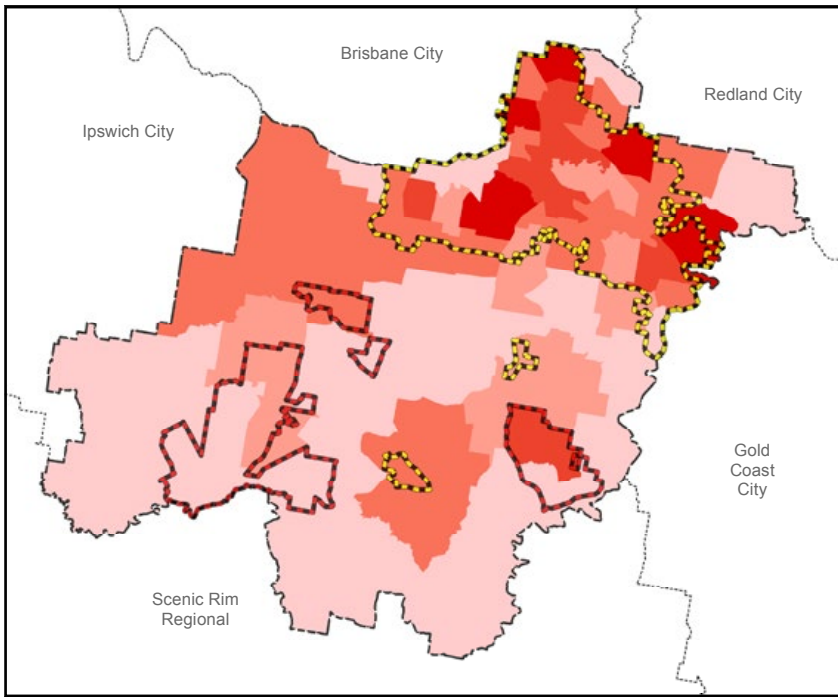 Brisbane City
Redland City
Ipswich City
Gold
Coast
City
Scenic Rim
Regional